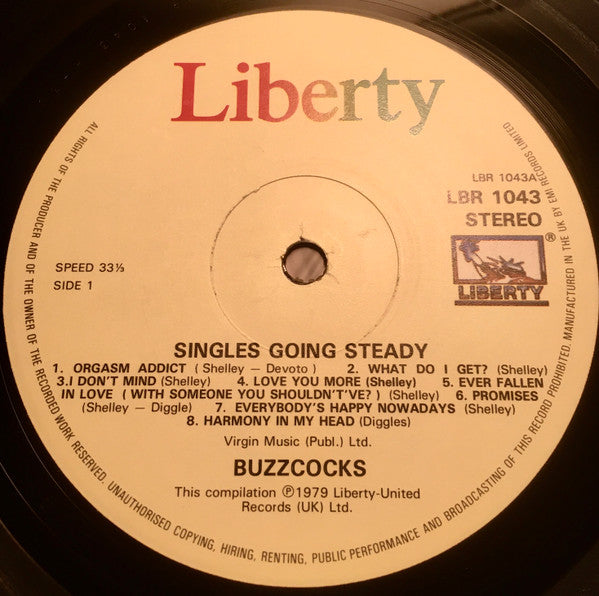 Liberty
LBR 1043A
LBR 1043
STEREO
®
LIBERTY
SPEED 33⅓
SIDE 1
SINGLES GOING STEADY
1. ORGASM ADDICT ( Shelley – Devoto ) 2. WHAT DO I GET? (Shelley)
3.I DON'T MIND (Shelley) 4. LOVE YOU MORE (Shelley) 5. EVER FALLEN
IN LOVE ( WITH SOMEONE YOU SHOULDN'T'VE? ) (Shelley) 6. PROMISES
(Shelley – Diggle) 7. EVERYBODY'S HAPPY NOWADAYS (Shelley)
8. HARMONY IN MY HEAD (Diggles)
Virgin Music (Publ.) Ltd.
BUZZCOCKS
This compilation ℗1979 Liberty-United
Records (UK) Ltd.
ALL RIGHTS OF THE PRODUCER AND OF THE OWNER OF THE RECORDED WORK RESERVED. UNAUTHORISED COPYING, HIRING, RENTING, PUBLIC PERFORMANCE AND BROADCASTING OF THIS RECORD PROHIBITED. MANUFACTURED IN THE UK BY EMI RECORDS LIMITED